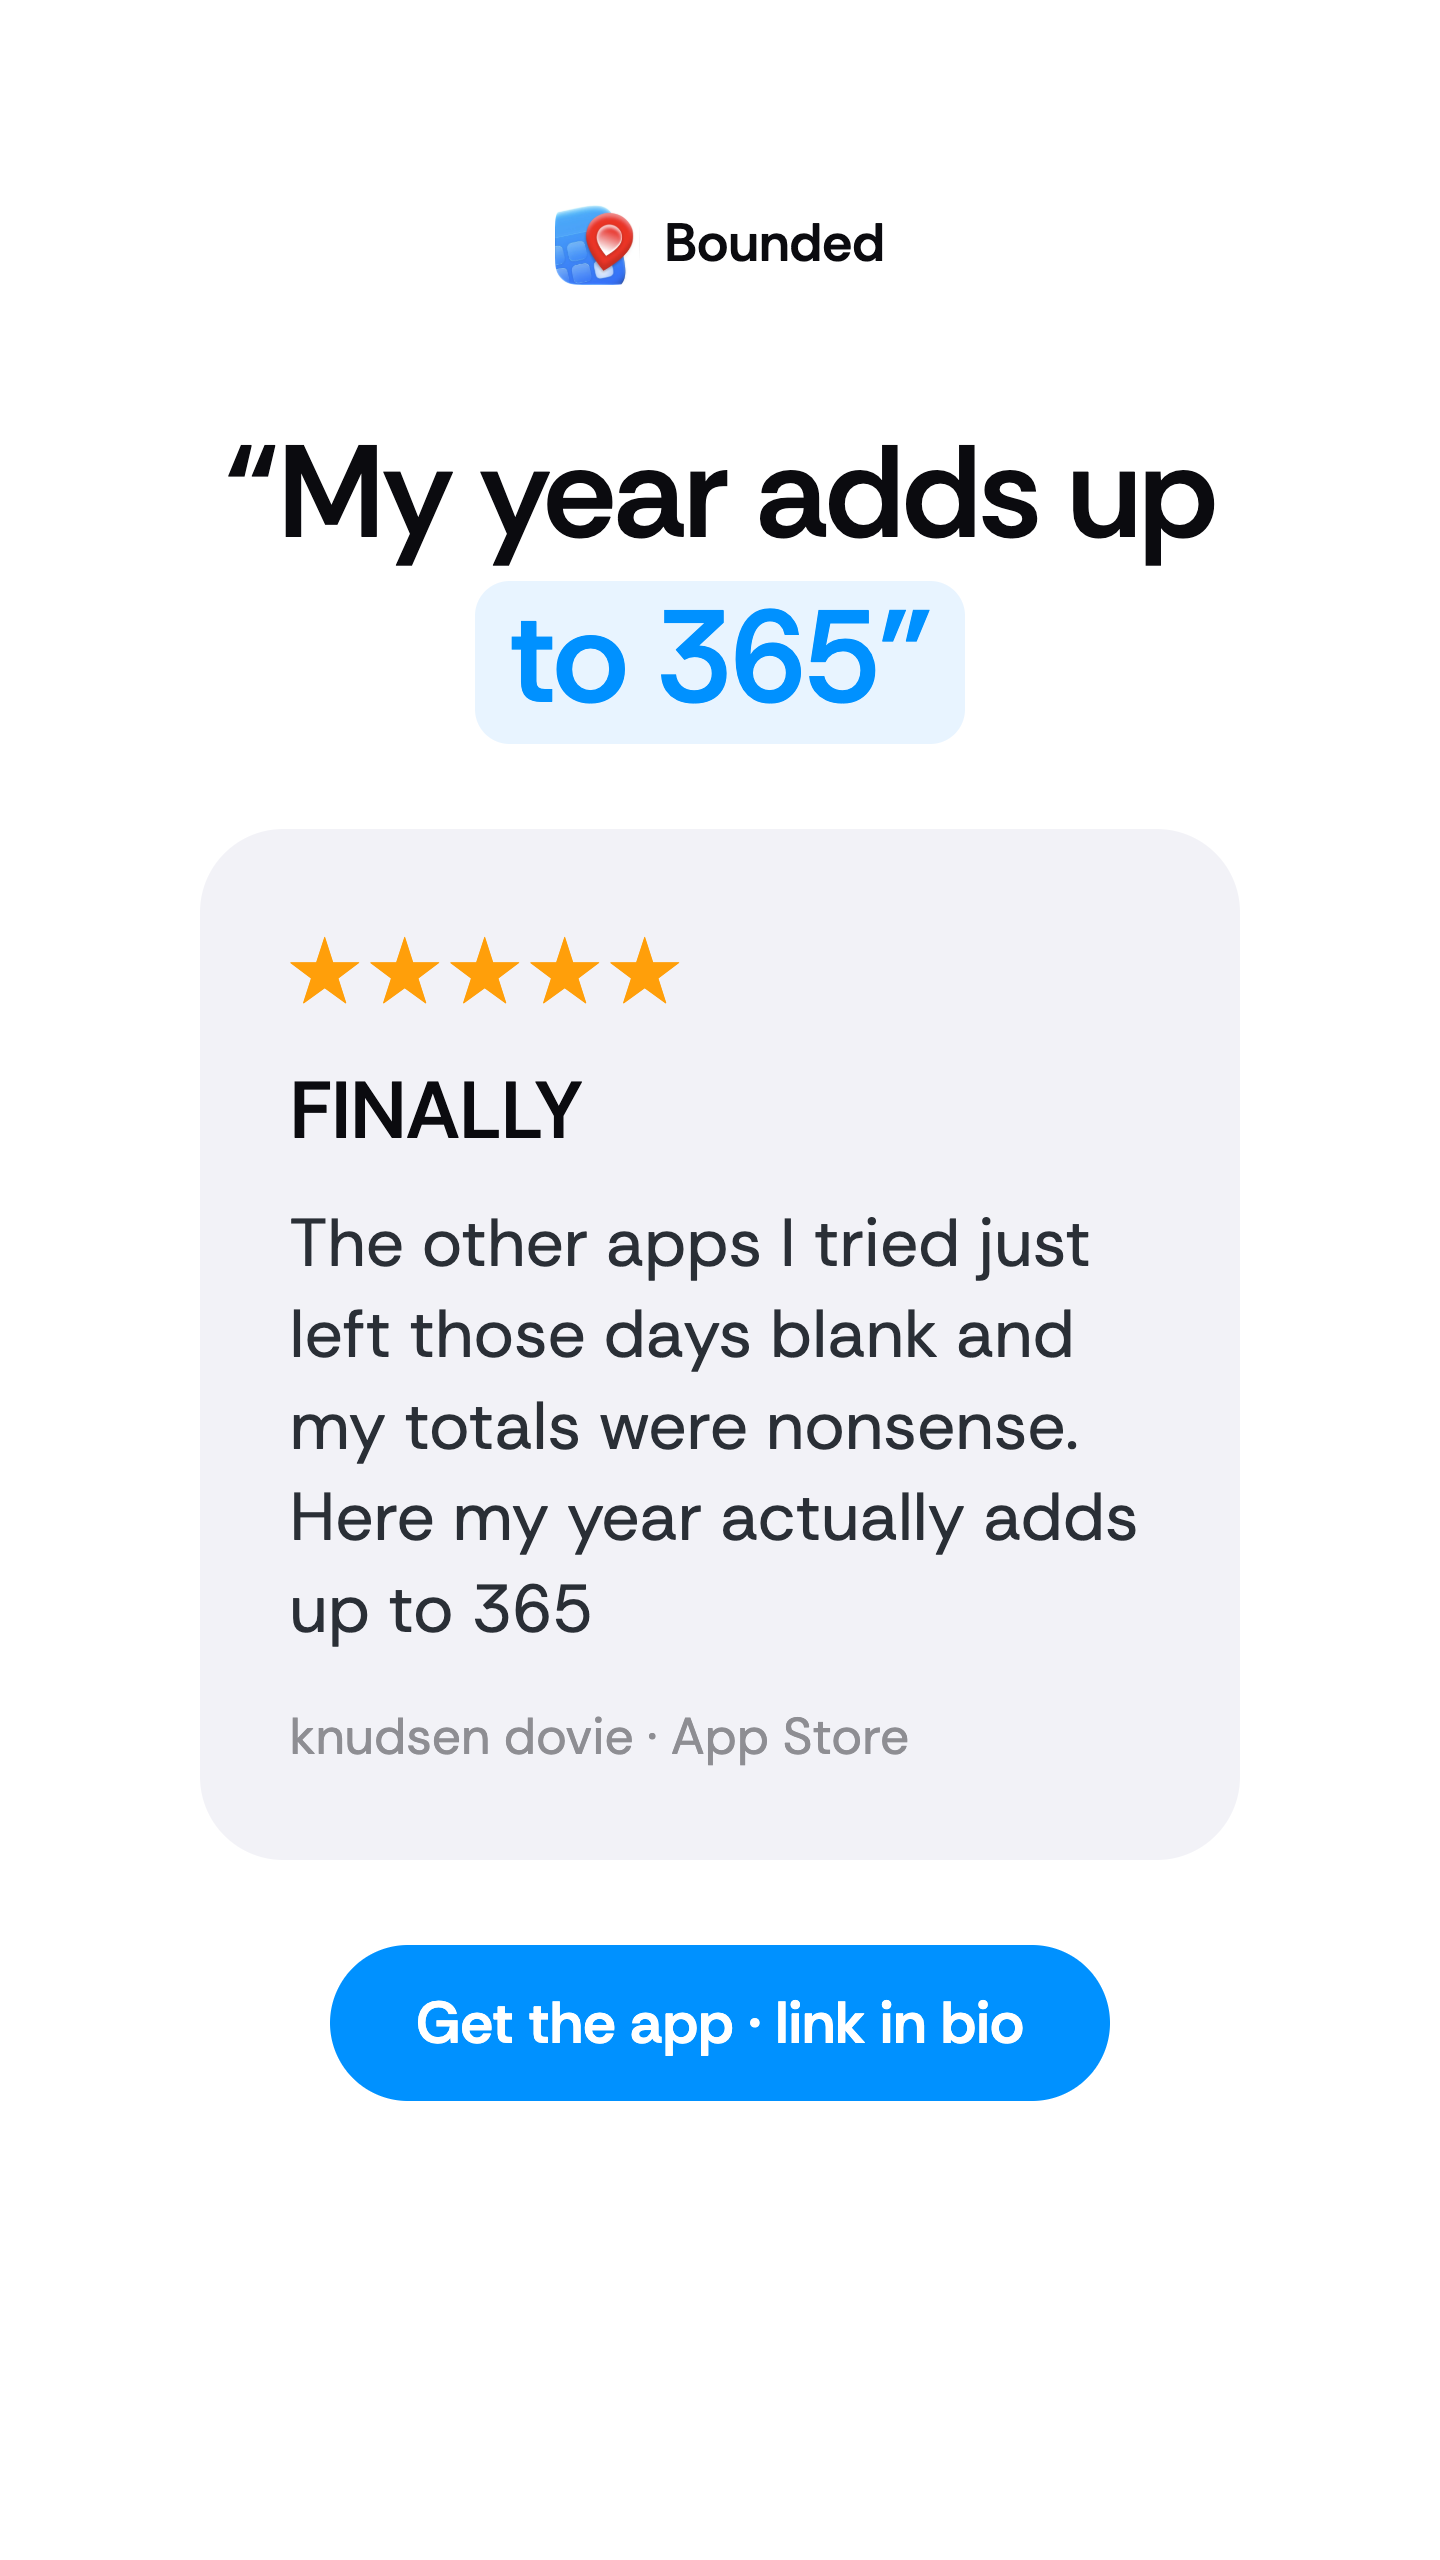 Bounded
“My year adds up
to 365”
FINALLY
The other apps I tried just
left those days blank and
my totals were nonsense.
Here my year actually adds
up to 365
knudsen dovie · App Store
Get the app · link in bio